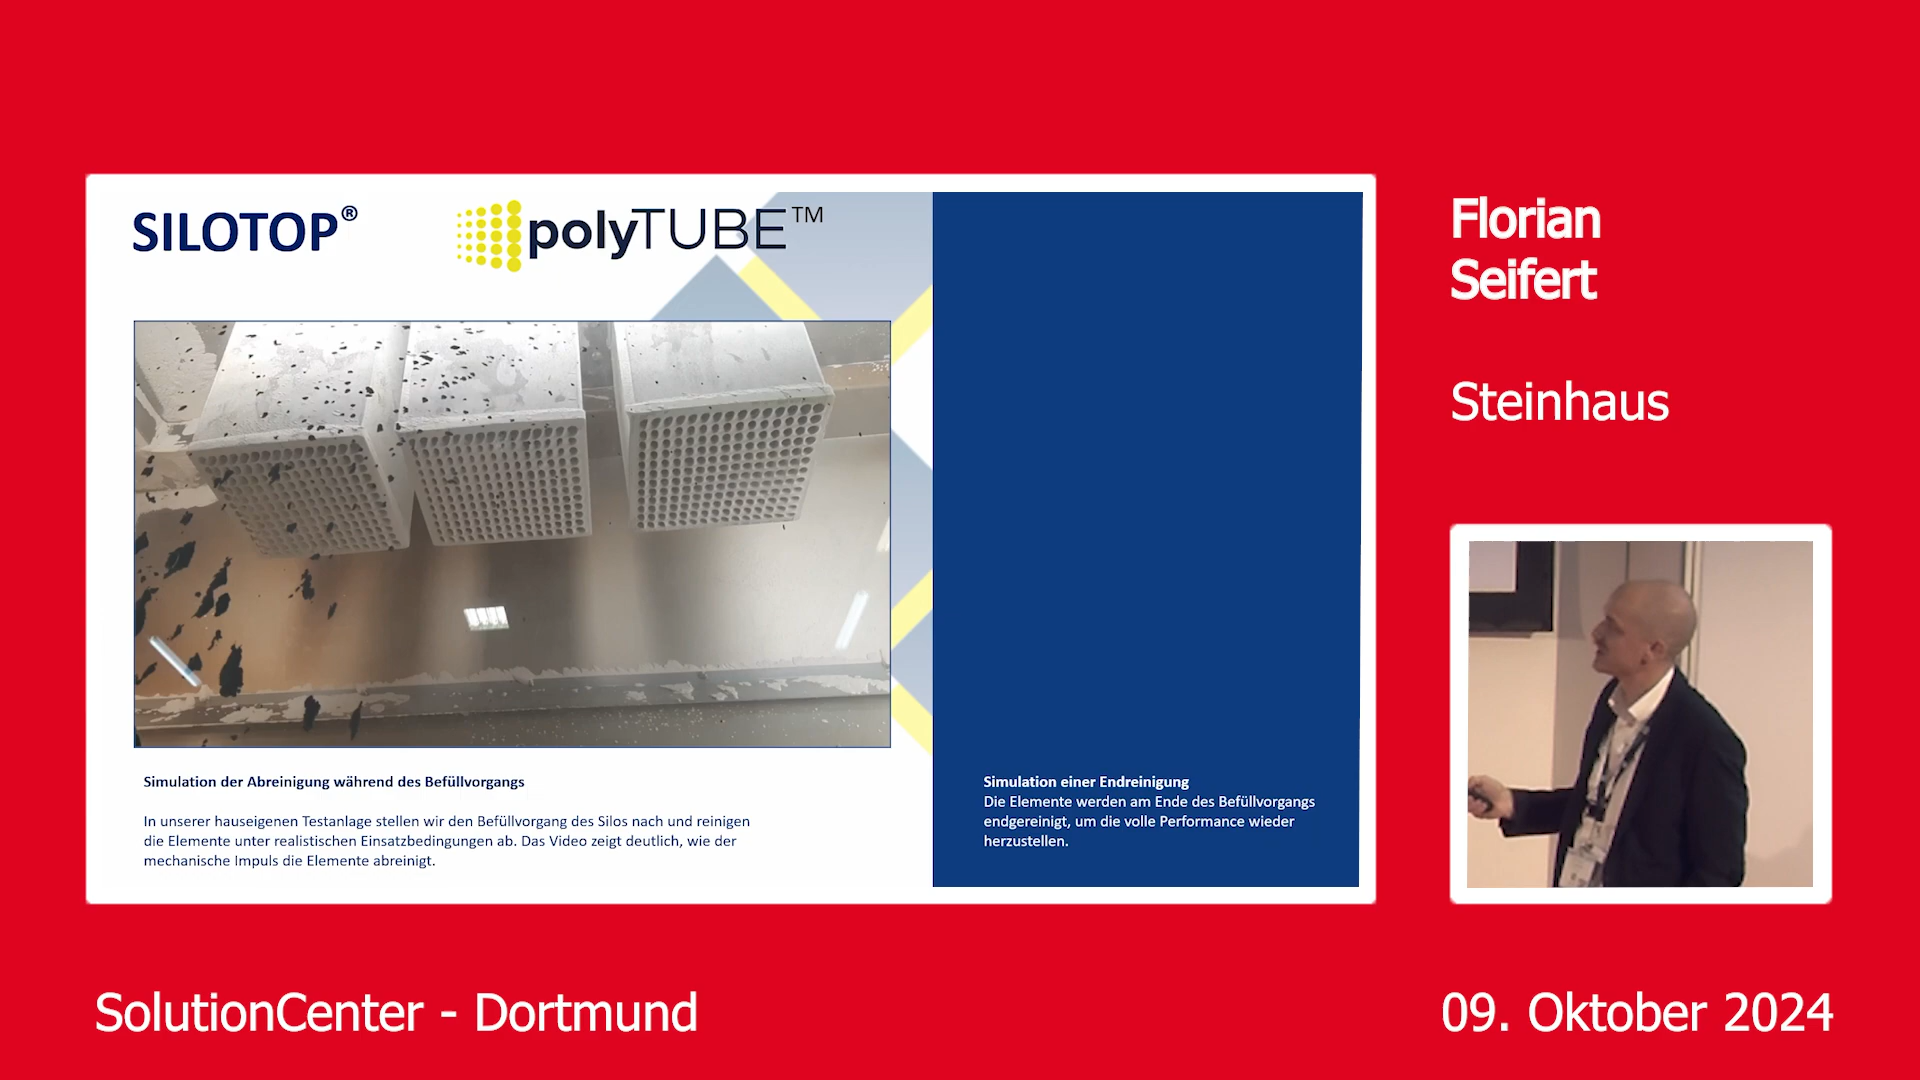 SILOTOP®
polyTUBE™
Simulation der Abreinigung während des Befüllvorgangs
In unserer hauseigenen Testanlage stellen wir den Befüllvorgang des Silos nach und reinigen
die Elemente unter realistischen Einsatzbedingungen ab. Das Video zeigt deutlich, wie der
mechanische Impuls die Elemente abreinigt.
Simulation einer Endreinigung
Die Elemente werden am Ende des Befüllvorgangs
endgereinigt, um die volle Performance wieder
herzustellen.
Florian
Seifert
Steinhaus
SolutionCenter - Dortmund
09. Oktober 2024